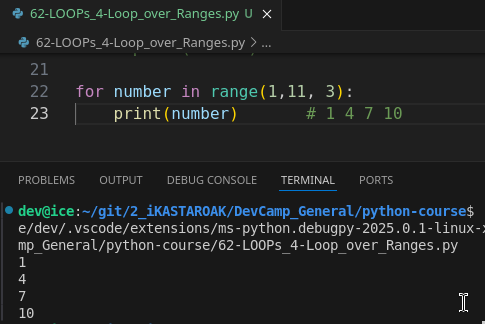 62-LOOPs_4-Loop_over_Ranges.py U
62-LOOPs_4-Loop_over_Ranges.py > ...
21
22 for number in range(1,11, 3):
23 print(number) # 1 4 7 10
PROBLEMS OUTPUT DEBUG CONSOLE TERMINAL PORTS
dev@ice:~/git/2_iKASTAROAK/DevCamp_General/python-course$
e/dev/.vscode/extensions/ms-python.debugpy-2025.0.1-linux-x
mp_General/python-course/62-LOOPs_4-Loop_over_Ranges.py
1
4
7
10